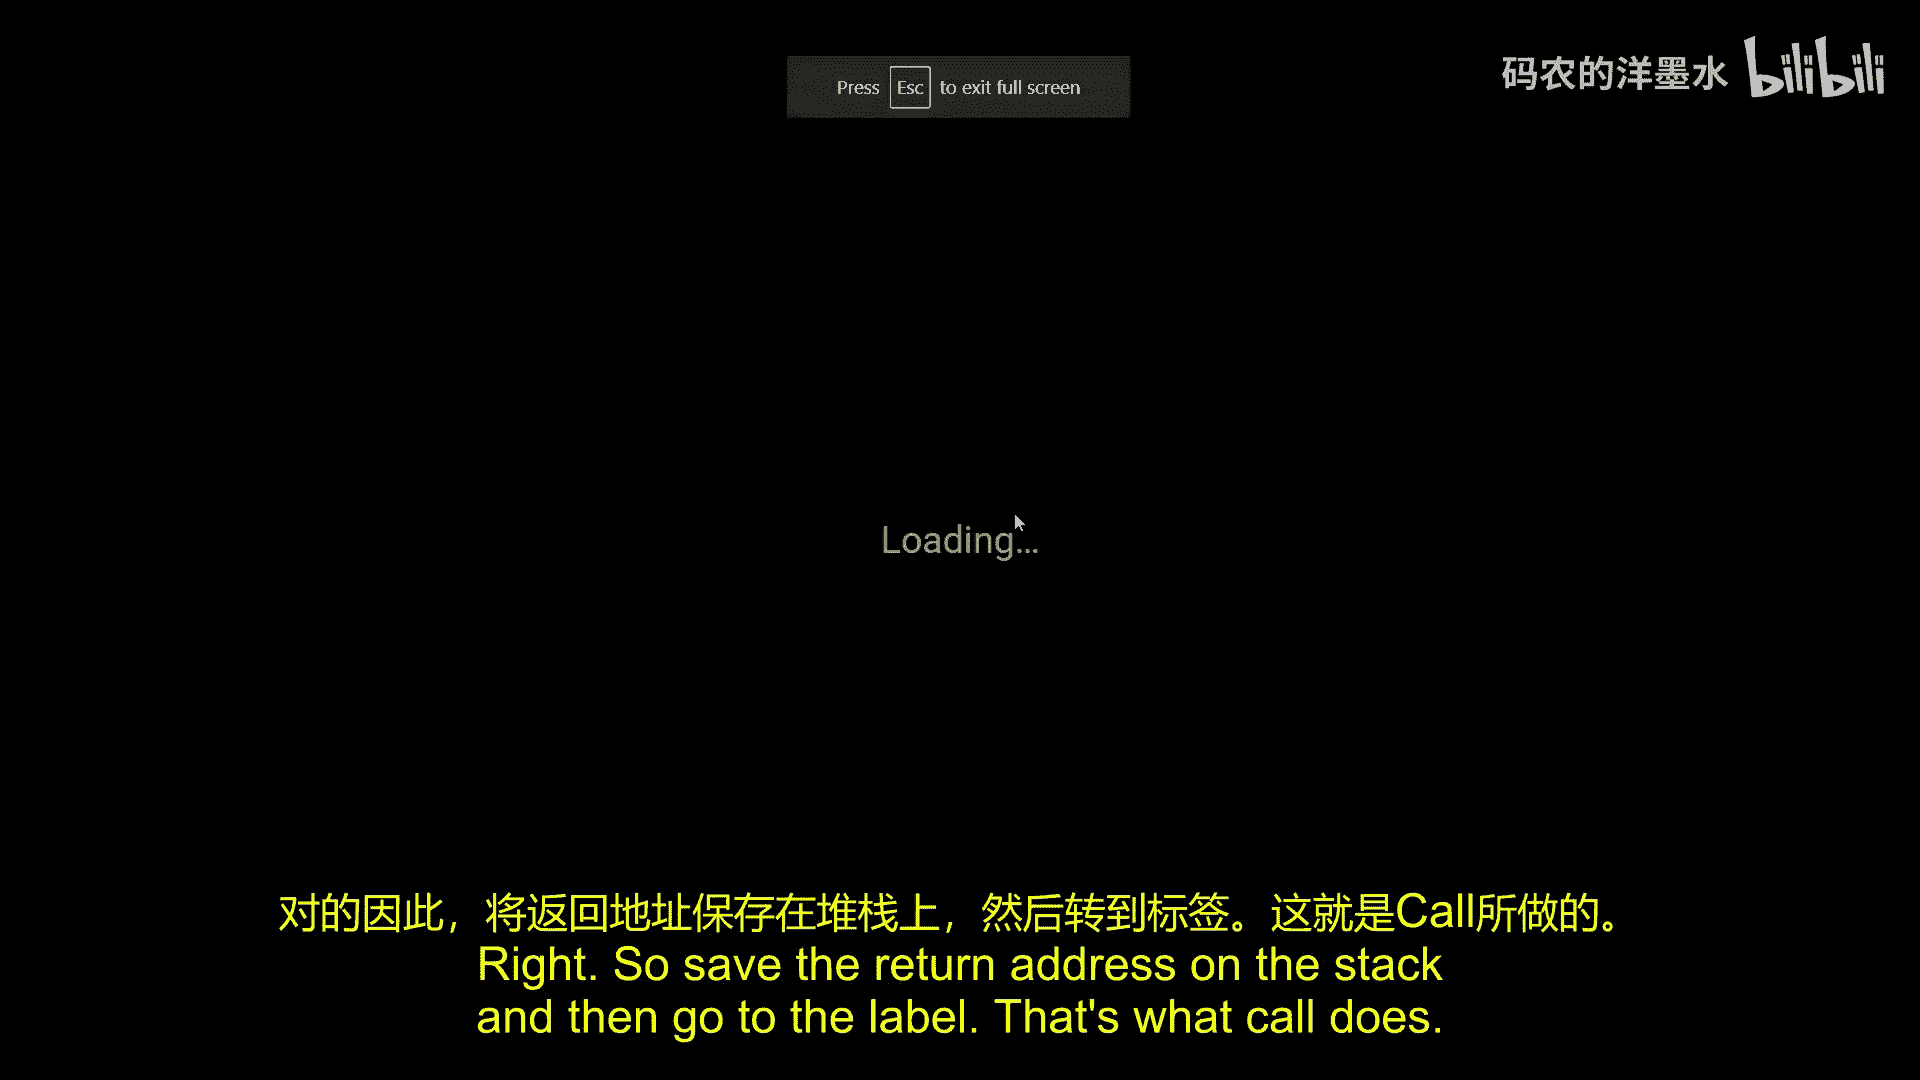 码农的洋墨水 bilibili
Press Esc to exit full screen
Loading...
对的因此，将返回地址保存在堆栈上，然后转到标签。这就是Call所做的。
Right. So save the return address on the stack
and then go to the label. That's what call does.